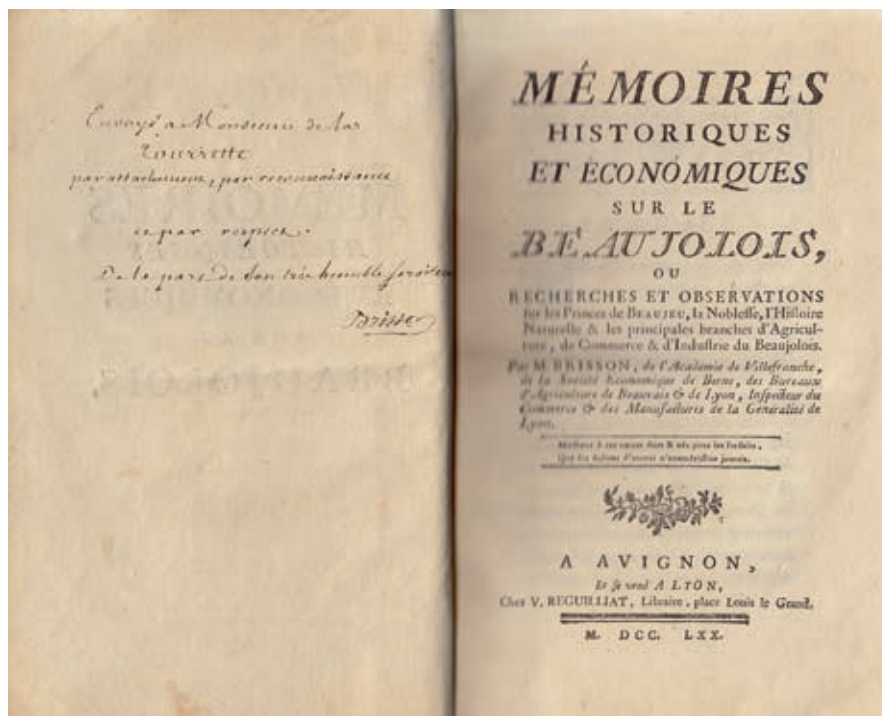 Envoyé a Monsieur de la
Tourrette
par attachement, par reconnaissance
et par respect.
De la part de son très humble serviteur
Brisson
MÉMOIRES
HISTORIQUES
ET ÉCONÓMIQUES
SUR LE
BEAUJOLOIS,
OU
RECHERCHES ET OBSERVATIONS
sur les Princes de BEAUJEU, la Noblesse, l'Histoire
Naturelle & les principales branches d'Agricul-
ture, de Commerce & d'Industrie du Beaujolois.
Par M. BRISSON, de l'Académie de Villefranche,
de la Société Economique de Berne, des Bureaux
d'Agriculture de Beauvais & de Lyon, Inspecteur du
Commerce & des Manufactures de la Généralité de
Lyon.
A AVIGNON,
Et se vend A LYON,
Chez V. REGUILLIAT, Libraire, place Louis le Grand.
M. DCC. LXX.